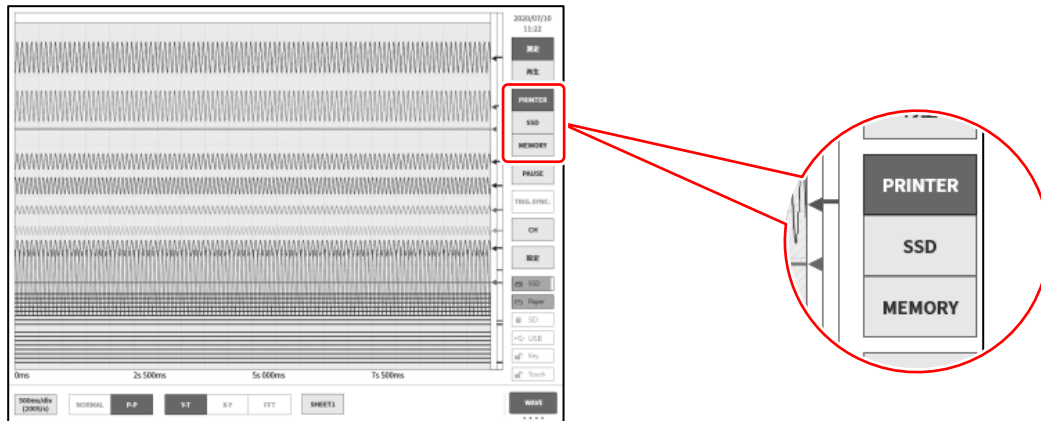 2020/07/10
11:22
測定
再生
PRINTER
SSD
MEMORY
PAUSE
TRIG.SYNC.
CH
設定
SSD
Paper
SD
USB
Key
Touch
0ms 2s 500ms 5s 000ms 7s 500ms
500ms/div
(200S/s)
NORMAL P-P Y-T X-Y FFT SHEET1 WAVE
PRINTER
SSD
MEMORY